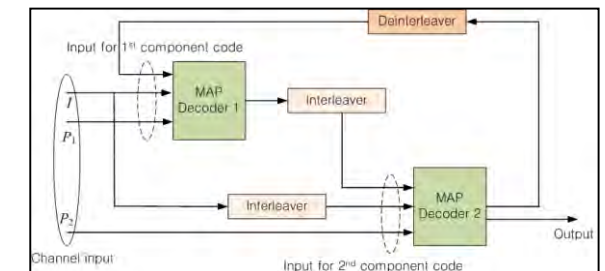 Deinterleaver
Input for 1st component code
I
MAP
Decoder 1
Interleaver
P1
Interleaver
MAP
Decoder 2
P2
Output
Channel input
Input for 2nd component code